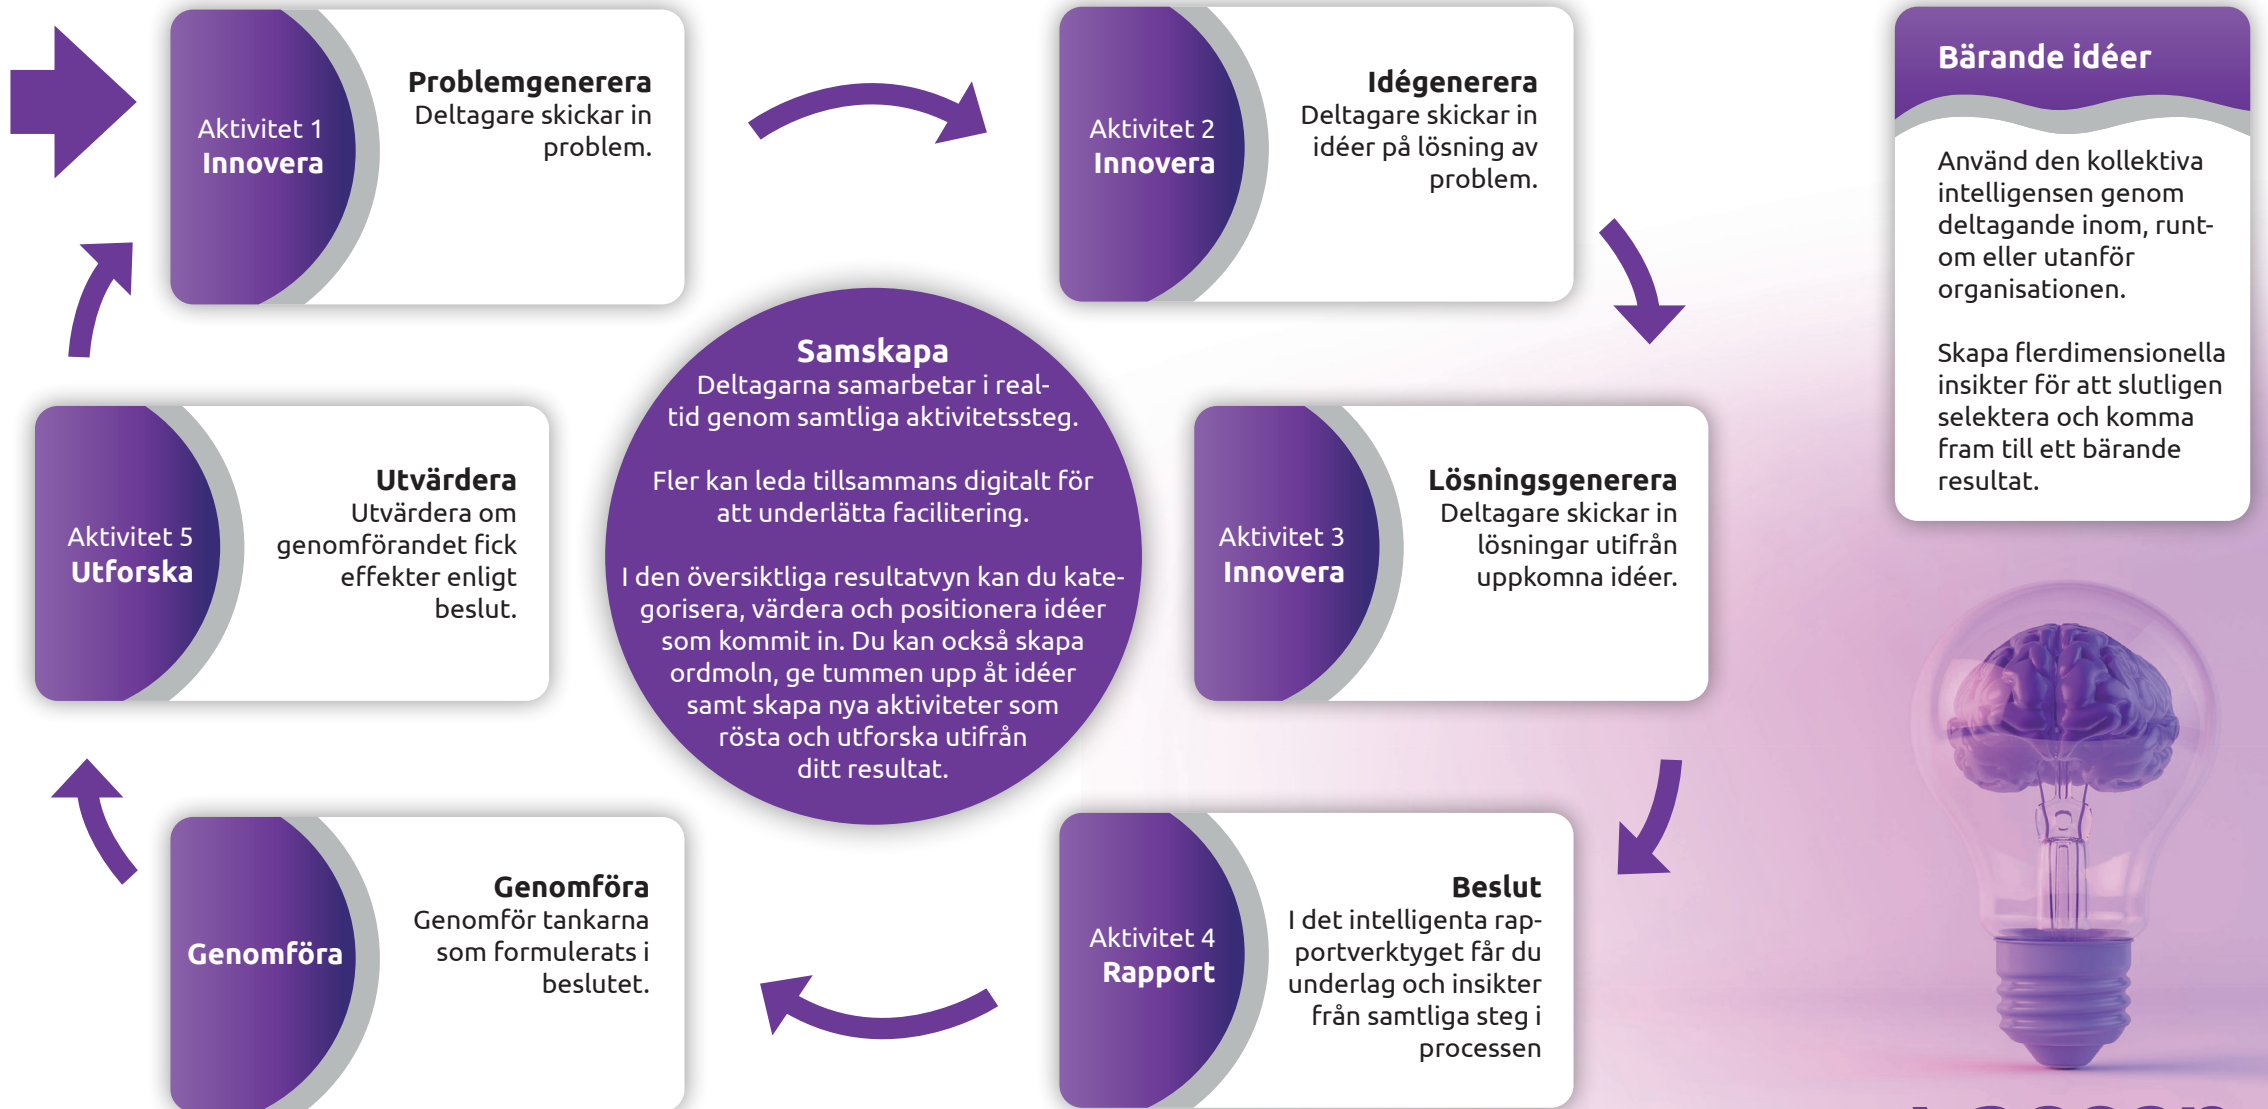 Aktivitet 1
Innovera
Problemgenerera
Deltagare skickar in
problem.
Aktivitet 2
Innovera
Idégenerera
Deltagare skickar in
idéer på lösning av
problem.
Aktivitet 3
Innovera
Lösningsgenerera
Deltagare skickar in
lösningar utifrån
uppkomna idéer.
Aktivitet 4
Rapport
Beslut
I det intelligenta rap-
portverktyget får du
underlag och insikter
från samtliga steg i
processen
Genomföra
Genomföra
Genomför tankarna
som formulerats i
beslutet.
Aktivitet 5
Utforska
Utvärdera
Utvärdera om
genomförandet fick
effekter enligt
beslut.
Samskapa
Deltagarna samarbetar i real-
tid genom samtliga aktivitetssteg.
Fler kan leda tillsammans digitalt för
att underlätta facilitering.
I den översiktliga resultatvyn kan du kate-
gorisera, värdera och positionera idéer
som kommit in. Du kan också skapa
ordmoln, ge tummen upp åt idéer
samt skapa nya aktiviteter som
rösta och utforska utifrån
ditt resultat.
Bärande idéer
Använd den kollektiva
intelligensen genom
deltagande inom, runt-
om eller utanför
organisationen.
Skapa flerdimensionella
insikter för att slutligen
selektera och komma
fram till ett bärande
resultat.